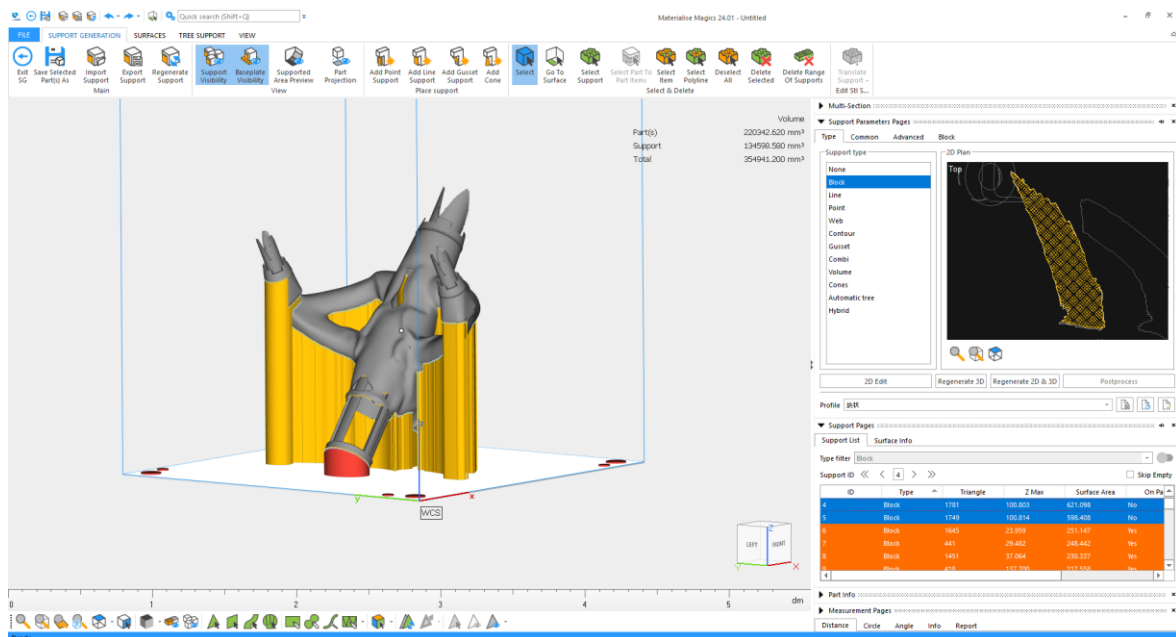 Quick search (Shift+Q)
Materialise Magics 24.01 - Untitled
FILE SUPPORT GENERATION SURFACES TREE SUPPORT VIEW
Exit SG Save Selected Part(s) As Import Support Export Support Regenerate Support Support Visibility Baseplate Visibility Supported Area Preview Part Projection Add Point Support Add Line Support Add Gusset Support Add Cone Select Go To Surface Select Support Select Part To Part Items Select Item Select Polyline Deselect All Delete Selected Delete Range Of Supports Translate Support
Main View Place support Select & Delete Edit Stl S...
Volume
Part(s) 220342.620 mm³
Support 134598.580 mm³
Total 354941.200 mm³
z
y
x
WCS
LEFT FRONT
Z
Y X
0 1 2 3 4 5 dm
Multi-Section
Support Parameters Pages
Type Common Advanced Block
Support type
None
Block
Line
Point
Web
Contour
Gusset
Combi
Volume
Cones
Automatic tree
Hybrid
2D Plan
Top
2D Edit Regenerate 3D Regenerate 2D & 3D Postprocess
Profile 块状
Support Pages
Support List Surface Info
Type filter Block
Support ID 4 Skip Empty
ID Type Triangle Z Max Surface Area On Pa
4 Block 1781 100.803 621.098 No
5 Block 1749 100.814 598.408 No
6 Block 1645 23.959 251.147 Yes
7 Block 441 29.482 248.442 Yes
8 Block 1451 37.064 230.337 Yes
9 Block 419 137.700 217.558 Yes
Part Info
Measurement Pages
Distance Circle Angle Info Report